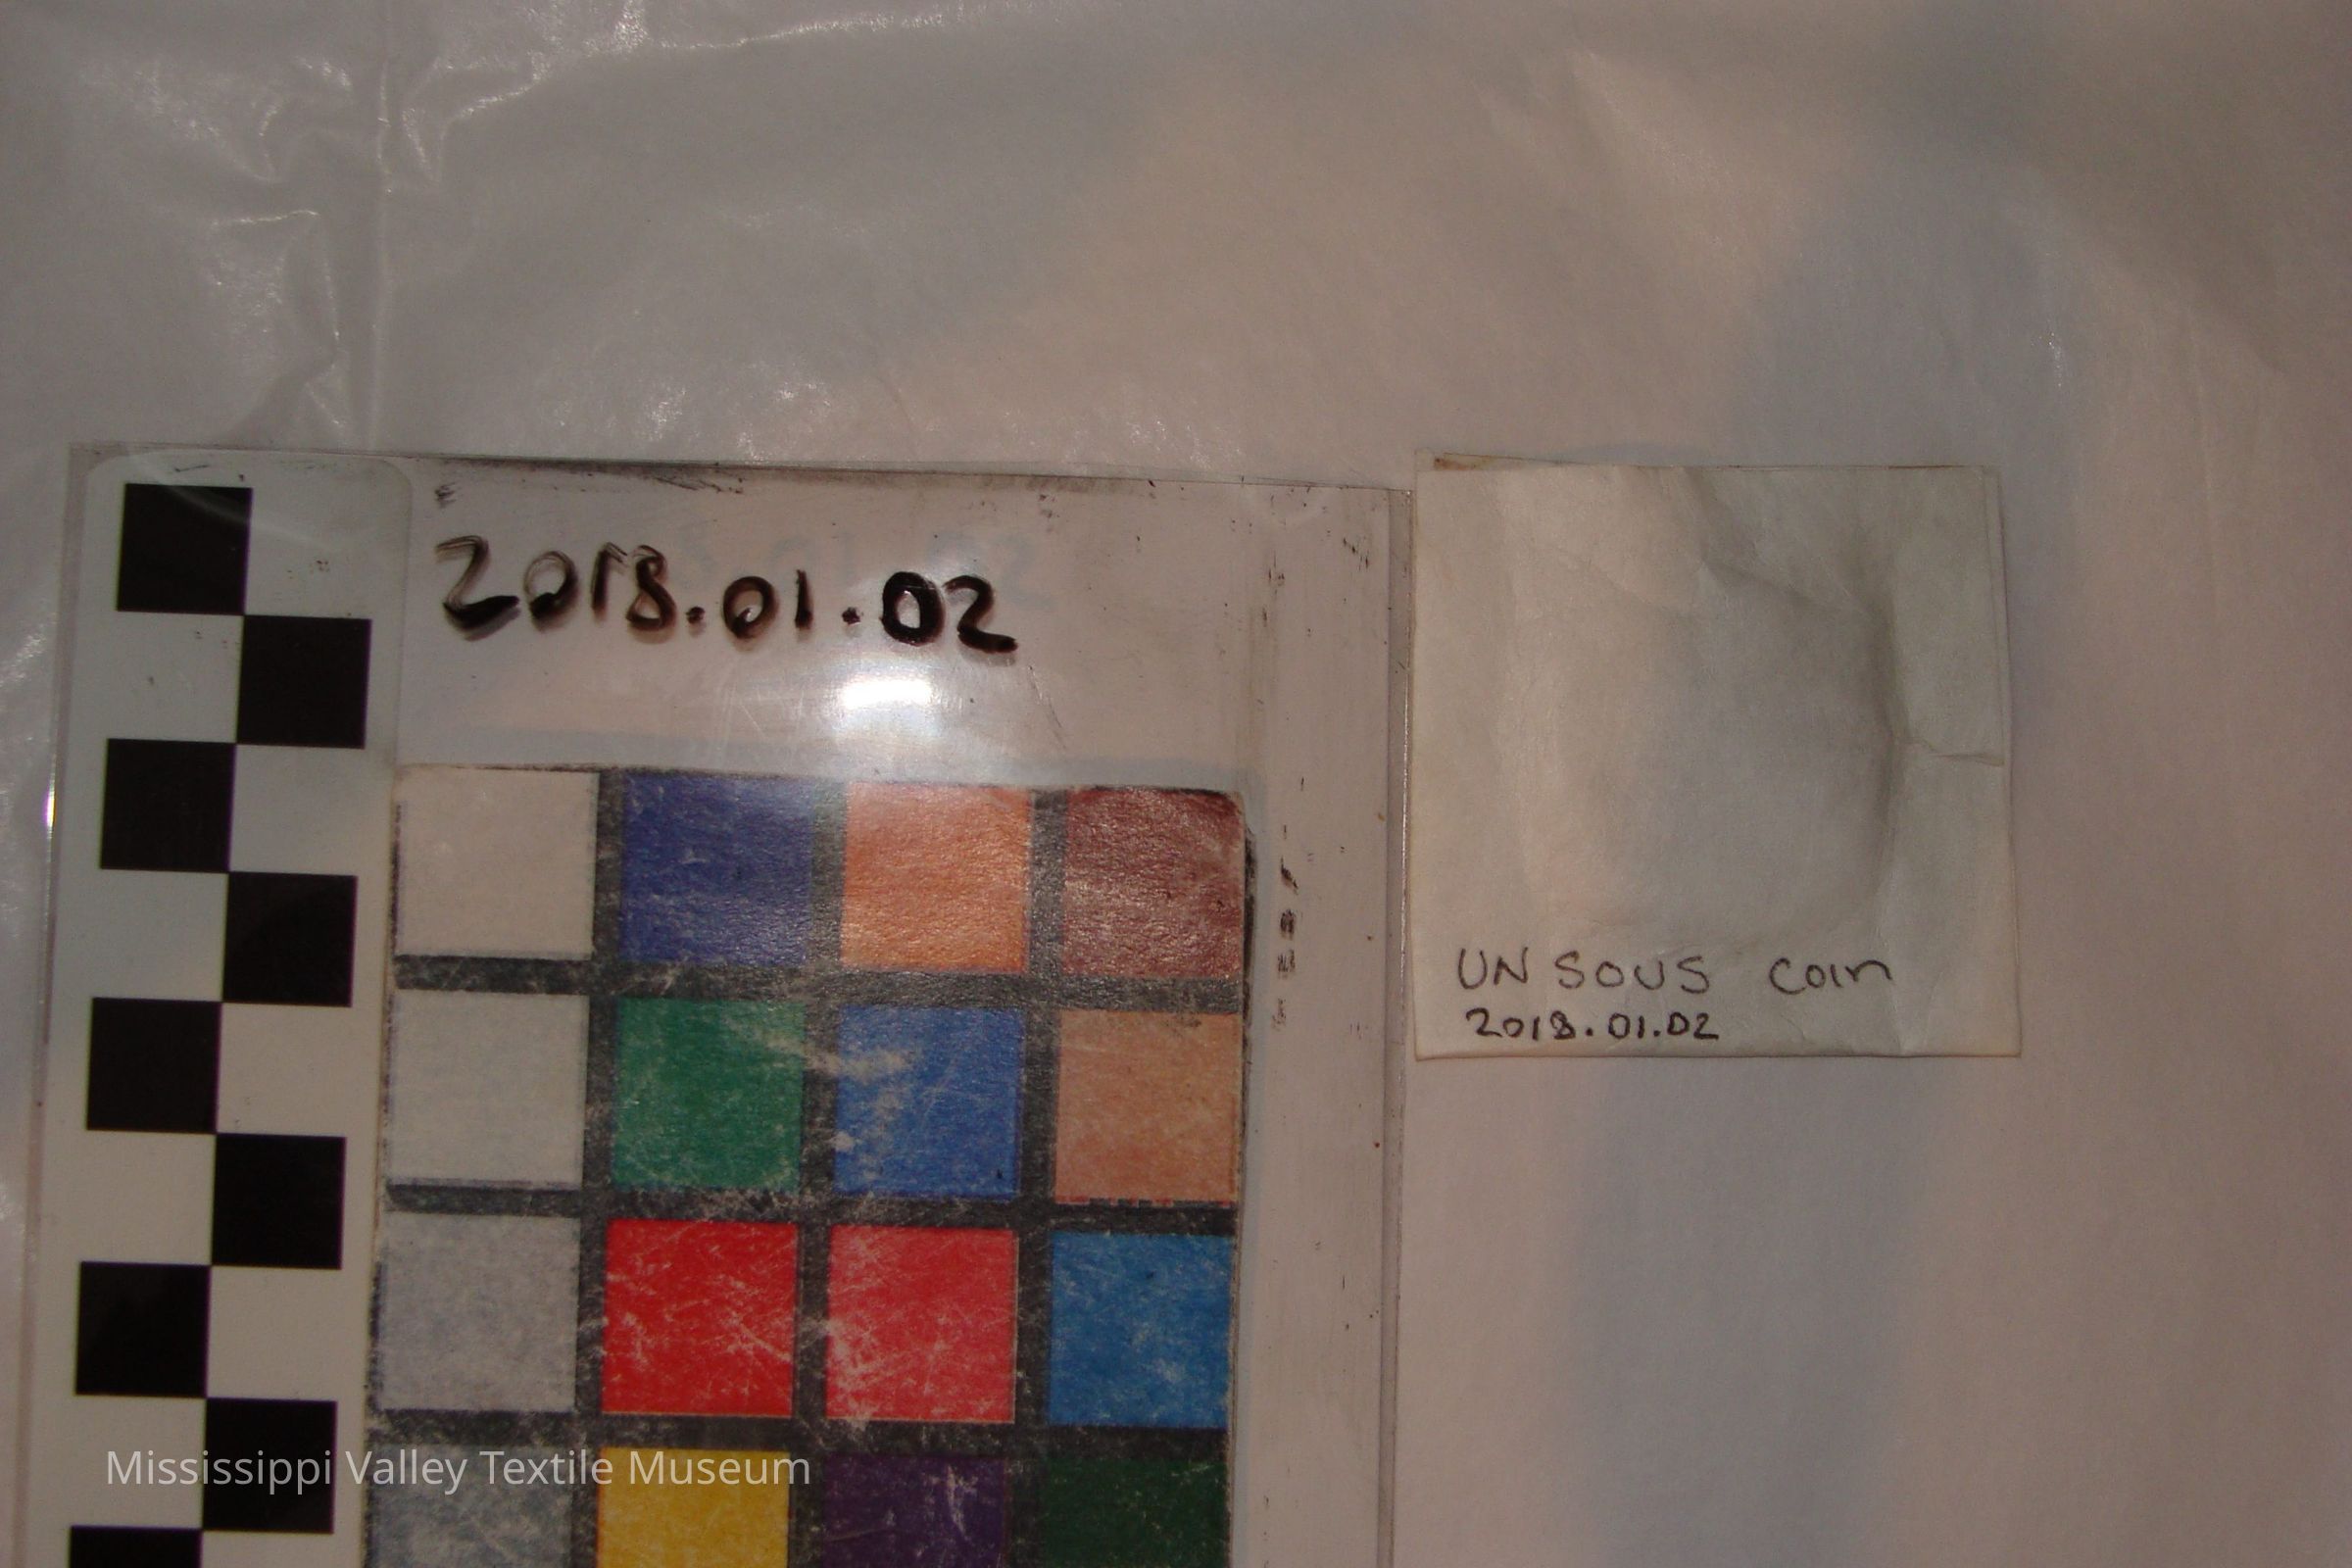 2018.01.02
UN SOUS Coin
2018.01.02
Mississippi Valley Textile Museum